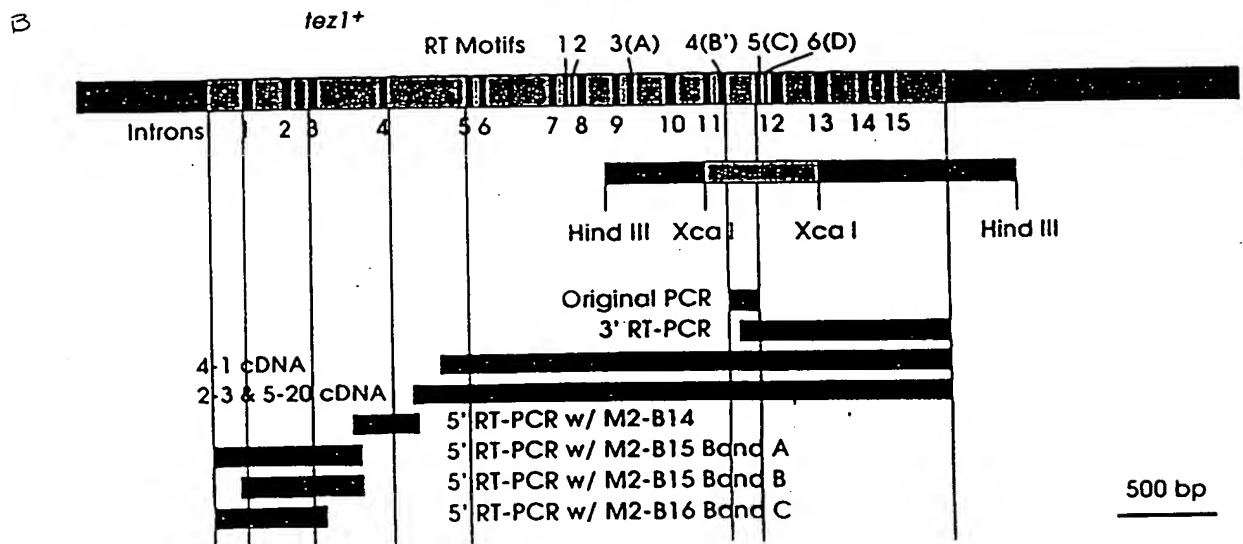 B
tez1+
RT Motifs 1 2 3(A) 4(B') 5(C) 6(D)
Introns 1 2 3 4 5 6 7 8 9 10 11 12 13 14 15
Hind III Xca I Xca I Hind III
Original PCR
3' RT-PCR
4-1 cDNA
2-3 & 5-20 cDNA
5' RT-PCR w/ M2-B14
5' RT-PCR w/ M2-B15 Band A
5' RT-PCR w/ M2-B15 Band B
5' RT-PCR w/ M2-B16 Band C
500 bp